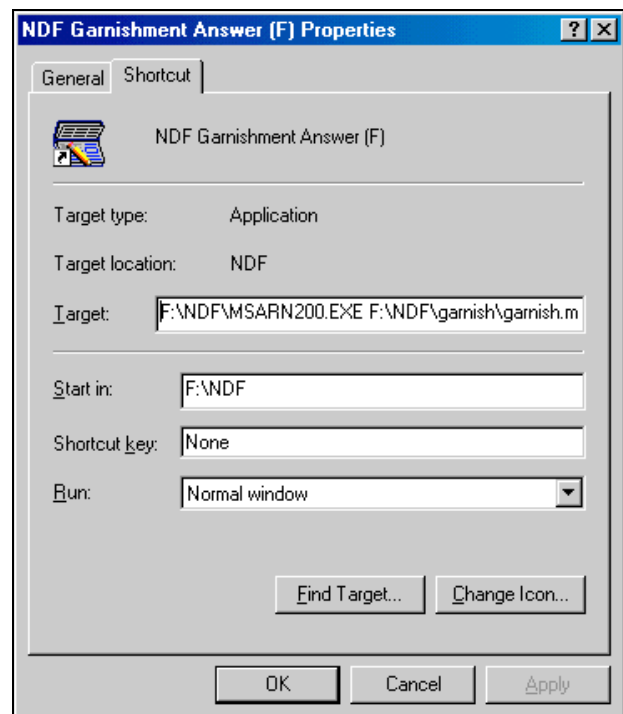 NDF Garnishment Answer (F) Properties
General Shortcut
NDF Garnishment Answer (F)
Target type: Application
Target location: NDF
Target: F:\NDF\MSARN200.EXE F:\NDF\garnish\garnish.m
Start in: F:\NDF
Shortcut key: None
Run: Normal window
Find Target... Change Icon...
OK Cancel Apply